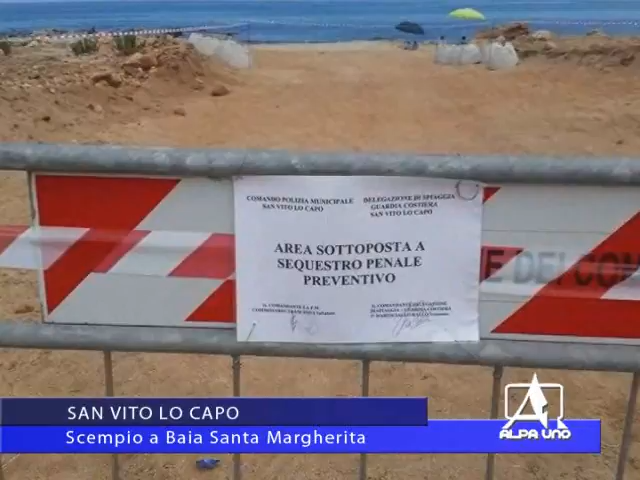 COMANDO POLIZIA MUNICIPALE
SAN VITO LO CAPO
DELEGAZIONE DI SPIAGGIA
GUARDIA COSTIERA
SAN VITO LO CAPO
AREA SOTTOPOSTA A
SEQUESTRO PENALE
PREVENTIVO
SAN VITO LO CAPO
Scempio a Baia Santa Margherita
ALPA UNO